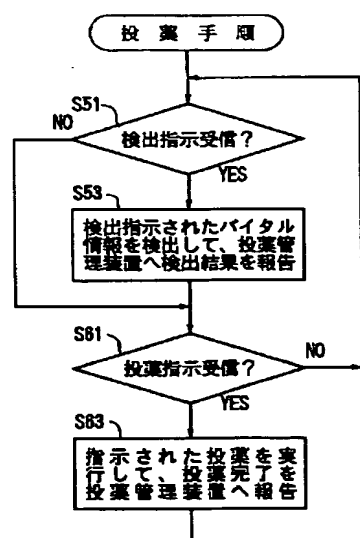 投薬手順
S51
NO
検出指示受信?
YES
S53
検出指示されたバイタル
情報を検出して、投薬管
理装置へ検出結果を報告
S61
投薬指示受信?
NO
YES
S63
指示された投薬を実
行して、投薬完了を
投薬管理装置へ報告